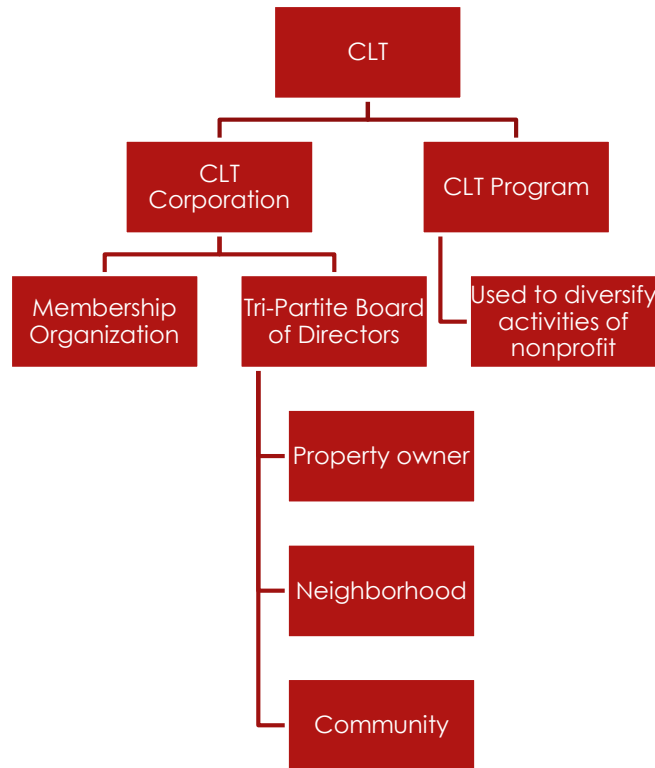 CLT
CLT
Corporation
CLT Program
Membership
Organization
Tri-Partite Board
of Directors
Used to diversify
activities of
nonprofit
Property owner
Neighborhood
Community